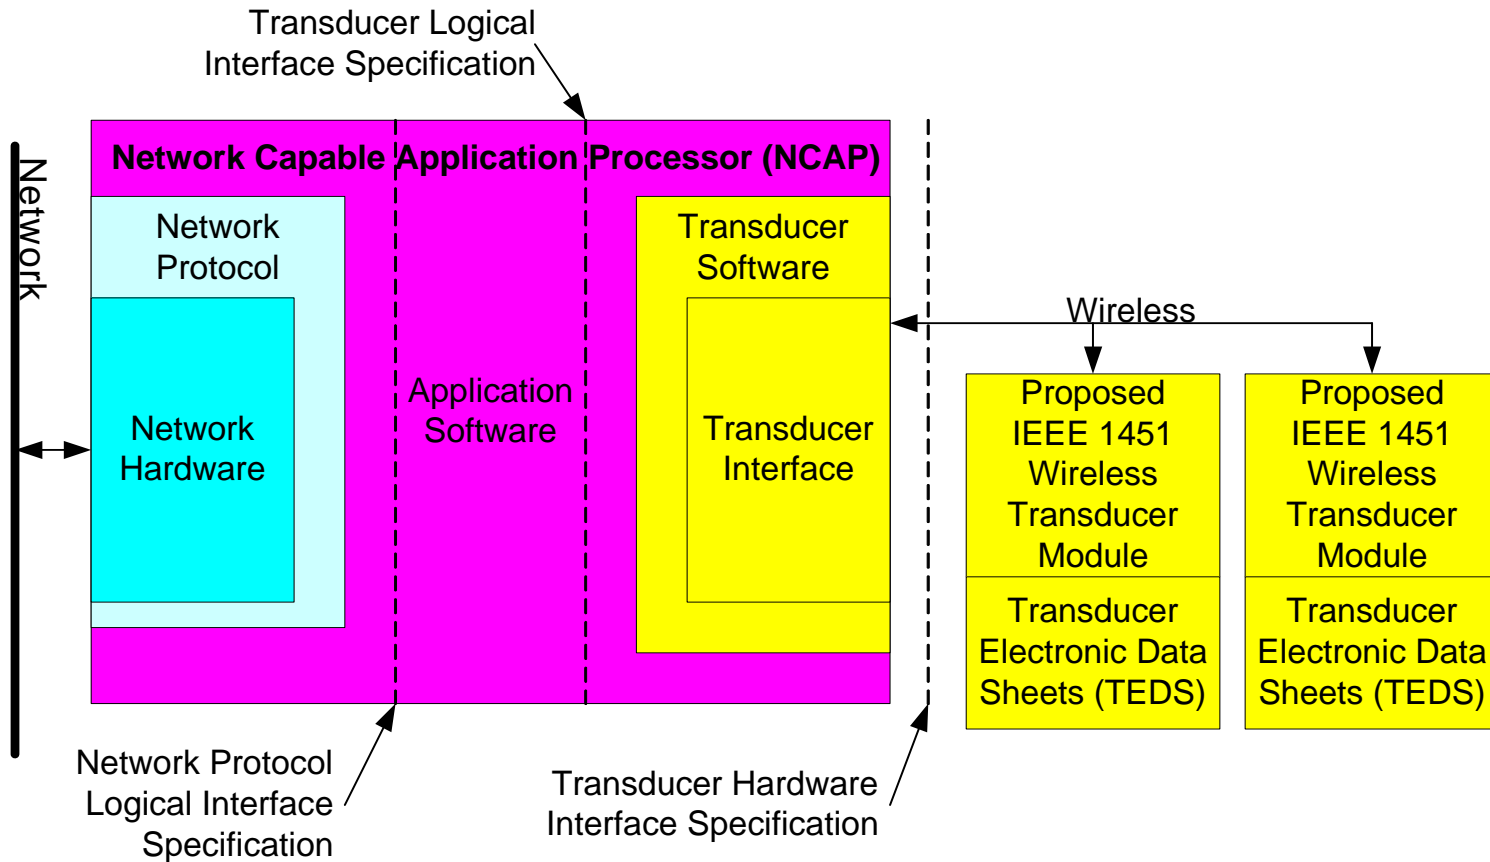 Transducer Logical
Interface Specification
Network Capable Application Processor (NCAP)
Network
Network
Protocol
Network
Hardware
Application
Software
Transducer
Software
Transducer
Interface
Wireless
Proposed
IEEE 1451
Wireless
Transducer
Module
Transducer
Electronic Data
Sheets (TEDS)
Proposed
IEEE 1451
Wireless
Transducer
Module
Transducer
Electronic Data
Sheets (TEDS)
Network Protocol
Logical Interface
Specification
Transducer Hardware
Interface Specification